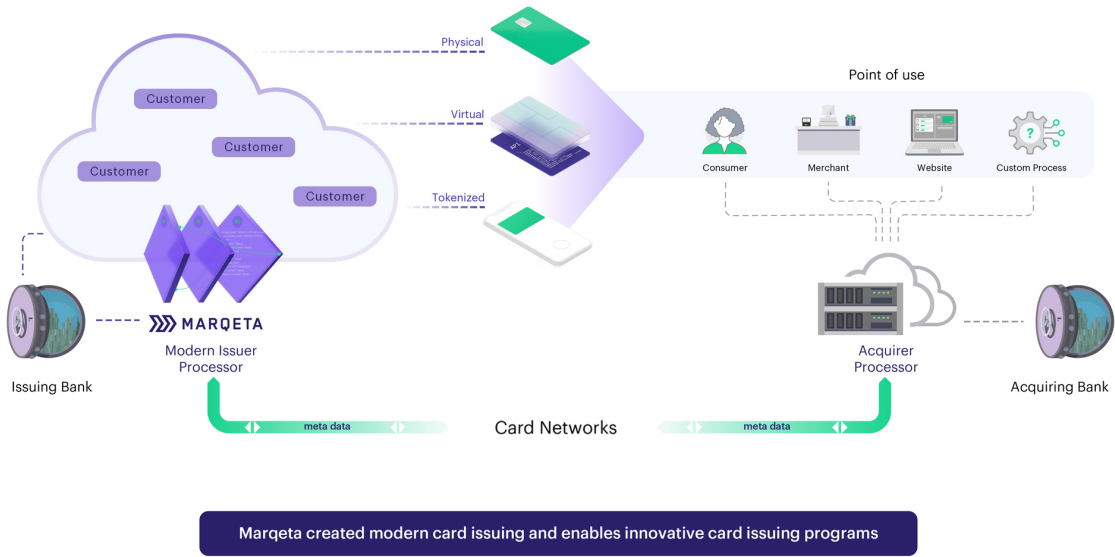 Physical
Point of use
Customer
Virtual
Customer
API
Customer
Consumer
Merchant
Website
?
Custom Process
Customer
Tokenized
MARQETA
Modern Issuer
Processor
Acquirer
Processor
Issuing Bank
Acquiring Bank
meta data
Card Networks
meta data
Marqeta created modern card issuing and enables innovative card issuing programs